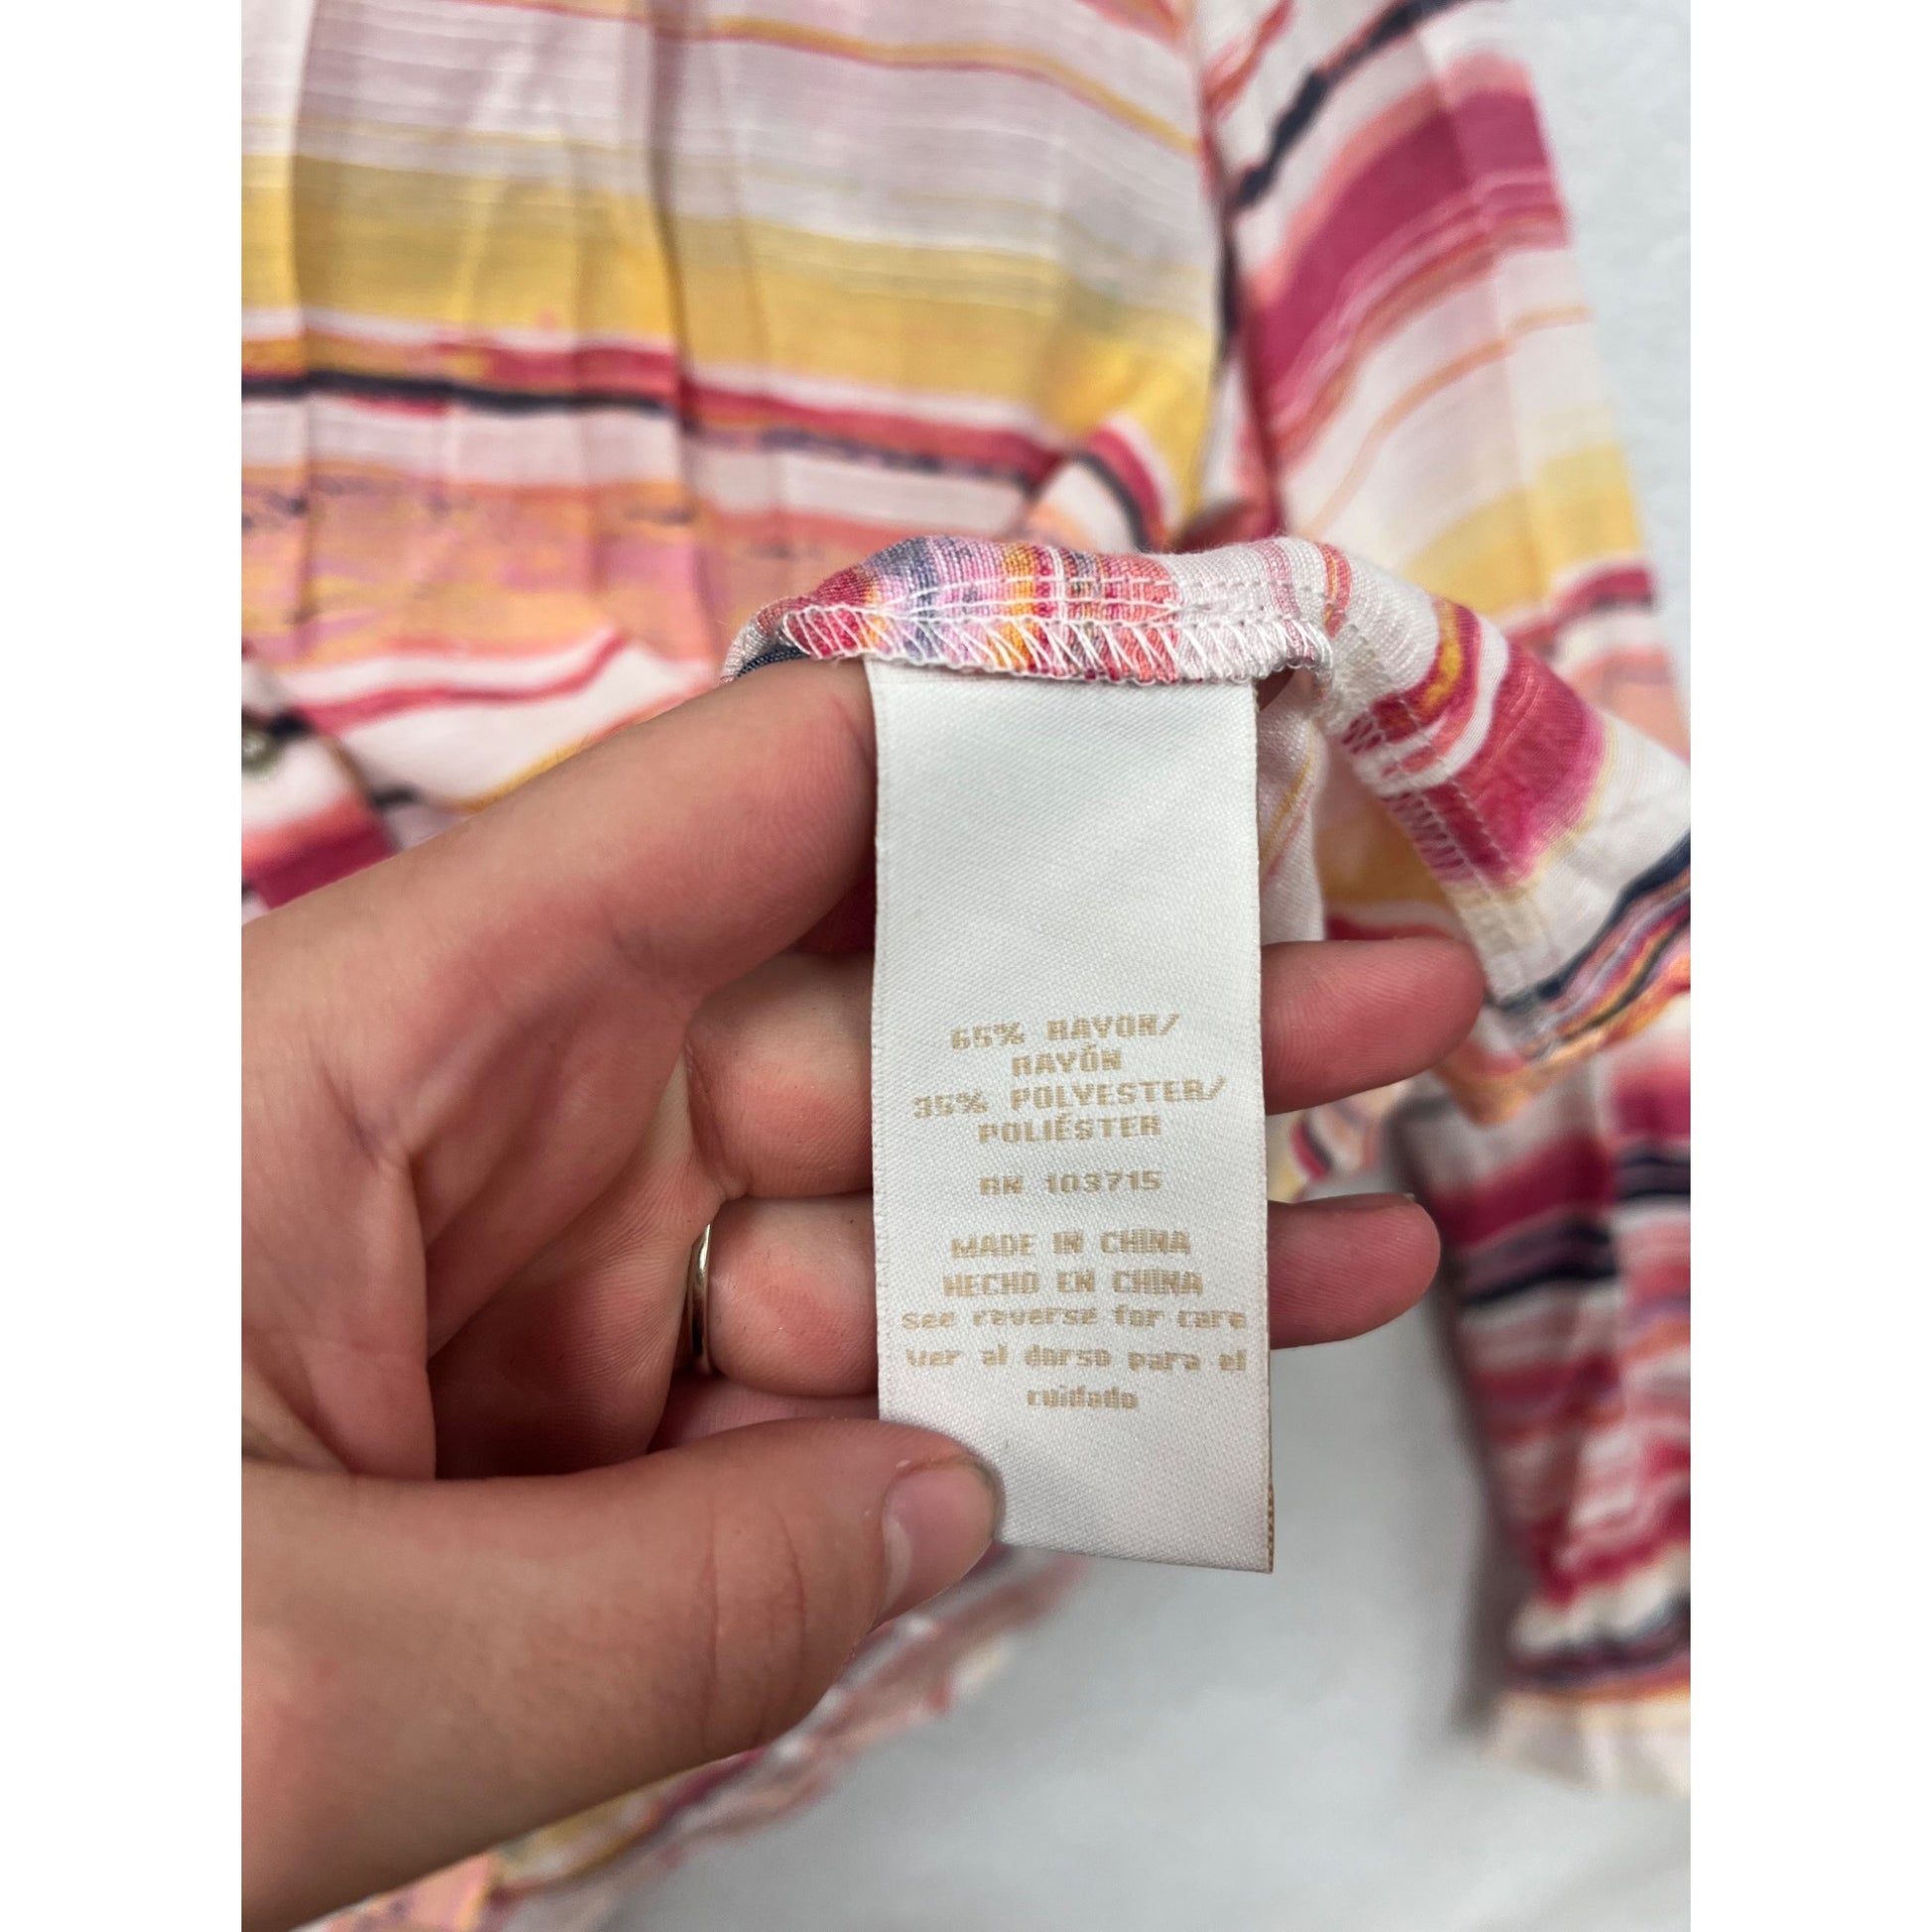 65% RAYON/
RAYÓN
35% POLYESTER/
POLIÉSTER
RN 103715
MADE IN CHINA
HECHO EN CHINA
See reverse for care
Ver al dorso para el
cuidado